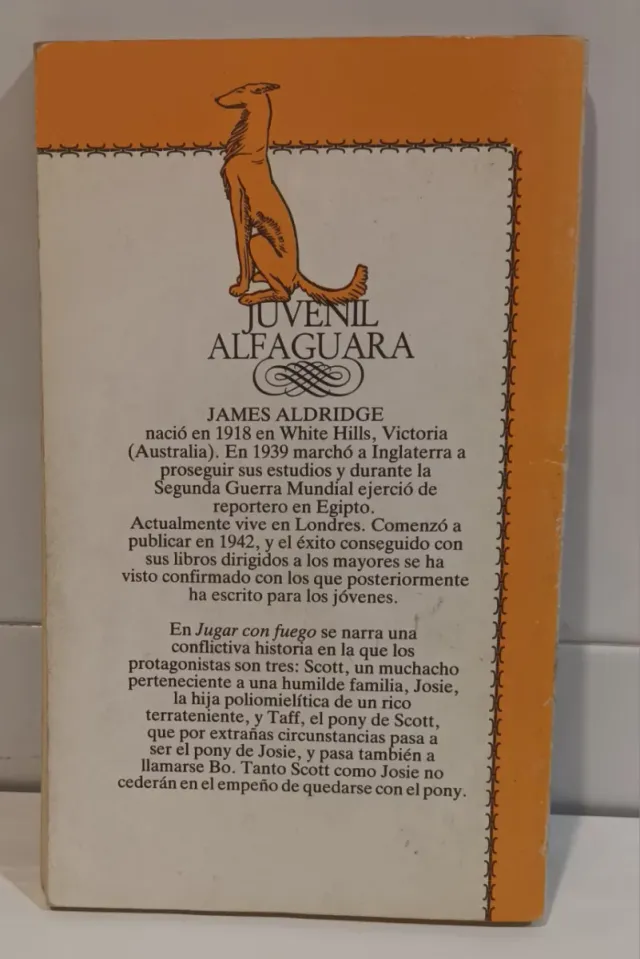 JUVENIL
ALFAGUARA
JAMES ALDRIDGE
nació en 1918 en White Hills, Victoria
(Australia). En 1939 marchó a Inglaterra a
proseguir sus estudios y durante la
Segunda Guerra Mundial ejerció de
reportero en Egipto.
Actualmente vive en Londres. Comenzó a
publicar en 1942, y el éxito conseguido con
sus libros dirigidos a los mayores se ha
visto confirmado con los que posteriormente
ha escrito para los jóvenes.
En Jugar con fuego se narra una
conflictiva historia en la que los
protagonistas son tres: Scott, un muchacho
perteneciente a una humilde familia, Josie,
la hija poliomielítica de un rico
terrateniente, y Taff, el pony de Scott,
que por extrañas circunstancias pasa a
ser el pony de Josie, y pasa también a
llamarse Bo. Tanto Scott como Josie no
cederán en el empeño de quedarse con el pony.